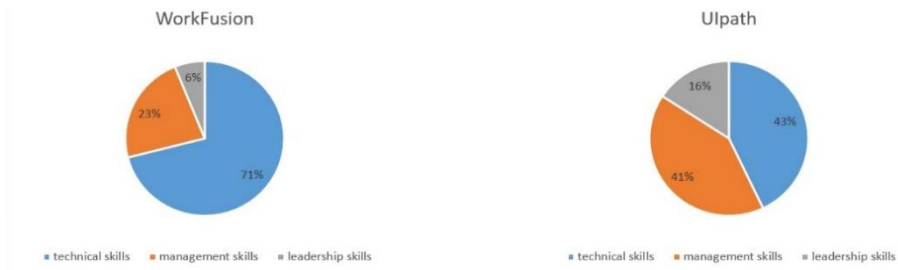 WorkFusion
6%
23%
71%
technical skills management skills leadership skills
UIpath
16%
43%
41%
technical skills management skills leadership skills